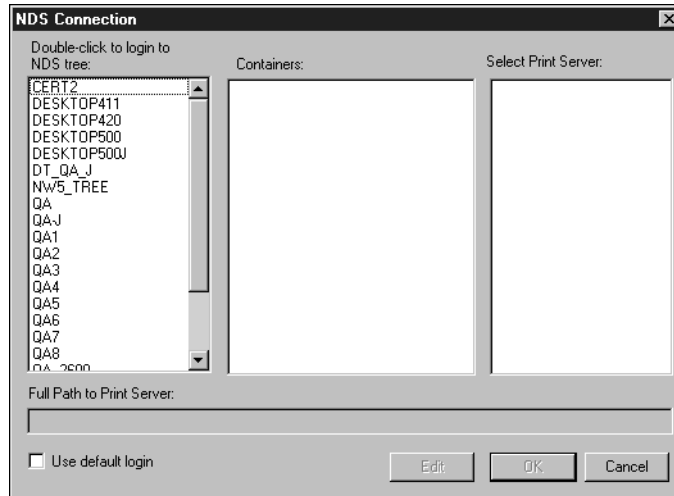 NDS Connection
Double-click to login to
NDS tree:
Containers:
Select Print Server:
CERT2
DESKTOP411
DESKTOP420
DESKTOP500
DESKTOP500J
DT_QA_J
NW5_TREE
QA
QA-J
QA1
QA2
QA3
QA4
QA5
QA6
QA7
QA8
QA_2600
Full Path to Print Server:
Use default login
Edit
OK
Cancel